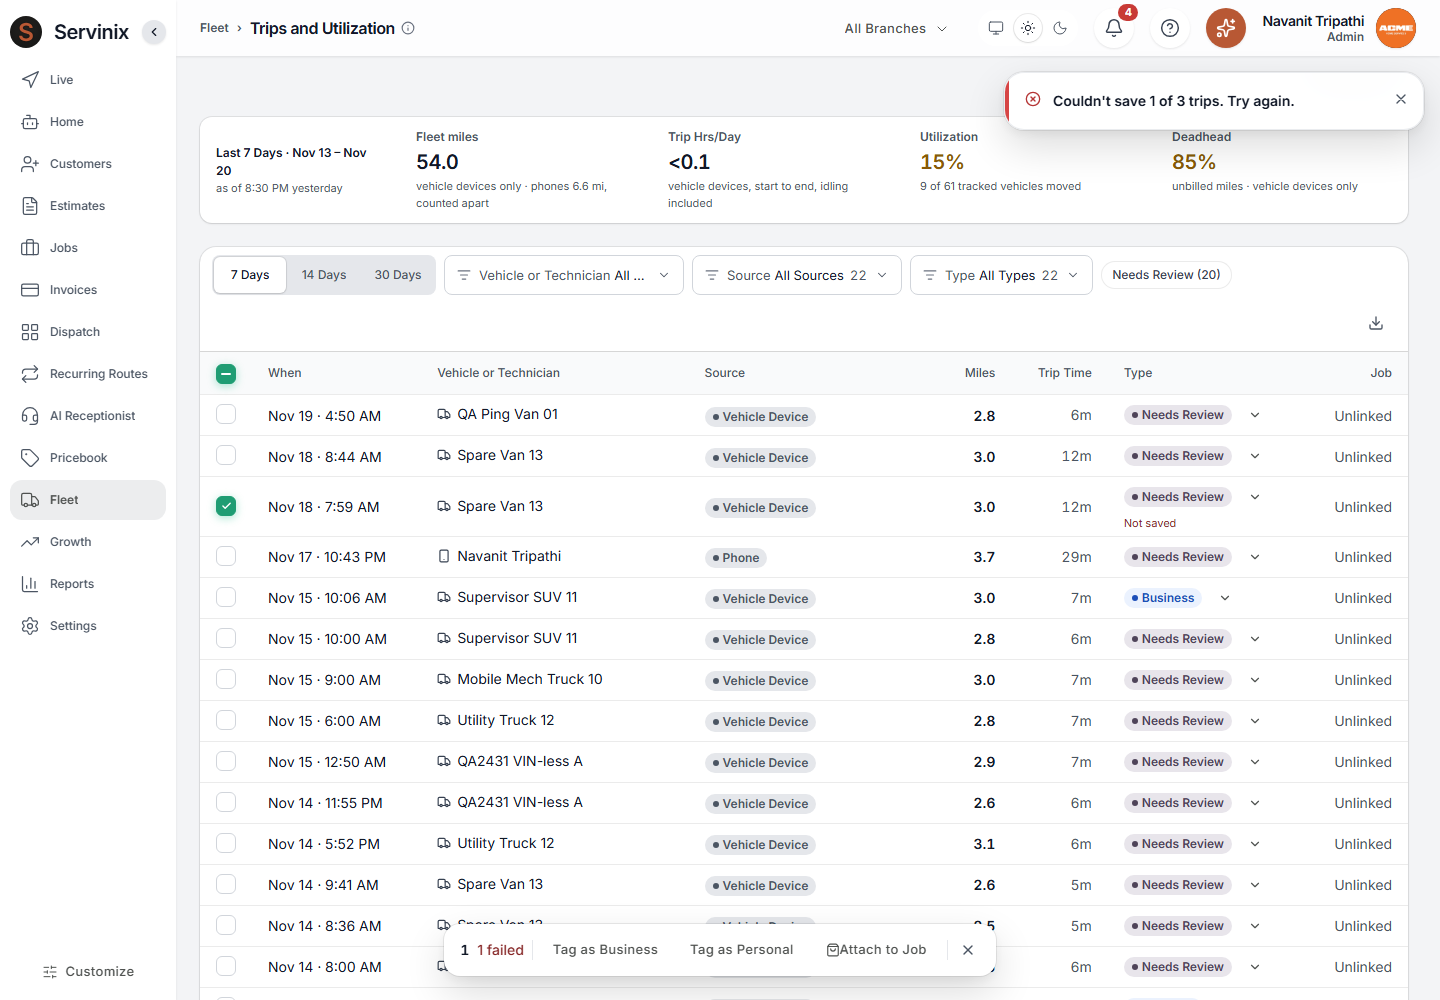 Servinix
Live
Home
Customers
Estimates
Jobs
Invoices
Dispatch
Recurring Routes
AI Receptionist
Pricebook
Fleet
Growth
Reports
Settings
Customize
Fleet › Trips and Utilization
All Branches
4
Navanit Tripathi
Admin
ACME
Couldn't save 1 of 3 trips. Try again.
Last 7 Days · Nov 13 – Nov
20
as of 8:30 PM yesterday
Fleet miles
54.0
vehicle devices only · phones 6.6 mi,
counted apart
Trip Hrs/Day
<0.1
vehicle devices, start to end, idling
included
Utilization
15%
9 of 61 tracked vehicles moved
Deadhead
85%
unbilled miles · vehicle devices only
7 Days 14 Days 30 Days Vehicle or Technician All ... Source All Sources 22 Type All Types 22 Needs Review (20)
When Vehicle or Technician Source Miles Trip Time Type Job
Nov 19 · 4:50 AM QA Ping Van 01 Vehicle Device 2.8 6m Needs Review Unlinked
Nov 18 · 8:44 AM Spare Van 13 Vehicle Device 3.0 12m Needs Review Unlinked
Nov 18 · 7:59 AM Spare Van 13 Vehicle Device 3.0 12m Needs Review Unlinked
Not saved
Nov 17 · 10:43 PM Navanit Tripathi Phone 3.7 29m Needs Review Unlinked
Nov 15 · 10:06 AM Supervisor SUV 11 Vehicle Device 3.0 7m Business Unlinked
Nov 15 · 10:00 AM Supervisor SUV 11 Vehicle Device 2.8 6m Needs Review Unlinked
Nov 15 · 9:00 AM Mobile Mech Truck 10 Vehicle Device 3.0 7m Needs Review Unlinked
Nov 15 · 6:00 AM Utility Truck 12 Vehicle Device 2.8 7m Needs Review Unlinked
Nov 15 · 12:50 AM QA2431 VIN-less A Vehicle Device 2.9 7m Needs Review Unlinked
Nov 14 · 11:55 PM QA2431 VIN-less A Vehicle Device 2.6 6m Needs Review Unlinked
Nov 14 · 5:52 PM Utility Truck 12 Vehicle Device 3.1 6m Needs Review Unlinked
Nov 14 · 9:41 AM Spare Van 13 Vehicle Device 2.6 5m Needs Review Unlinked
Nov 14 · 8:36 AM Spare Van 13 5m Needs Review Unlinked
Nov 14 · 8:00 AM 6m Needs Review Unlinked
1 1 failed Tag as Business Tag as Personal Attach to Job